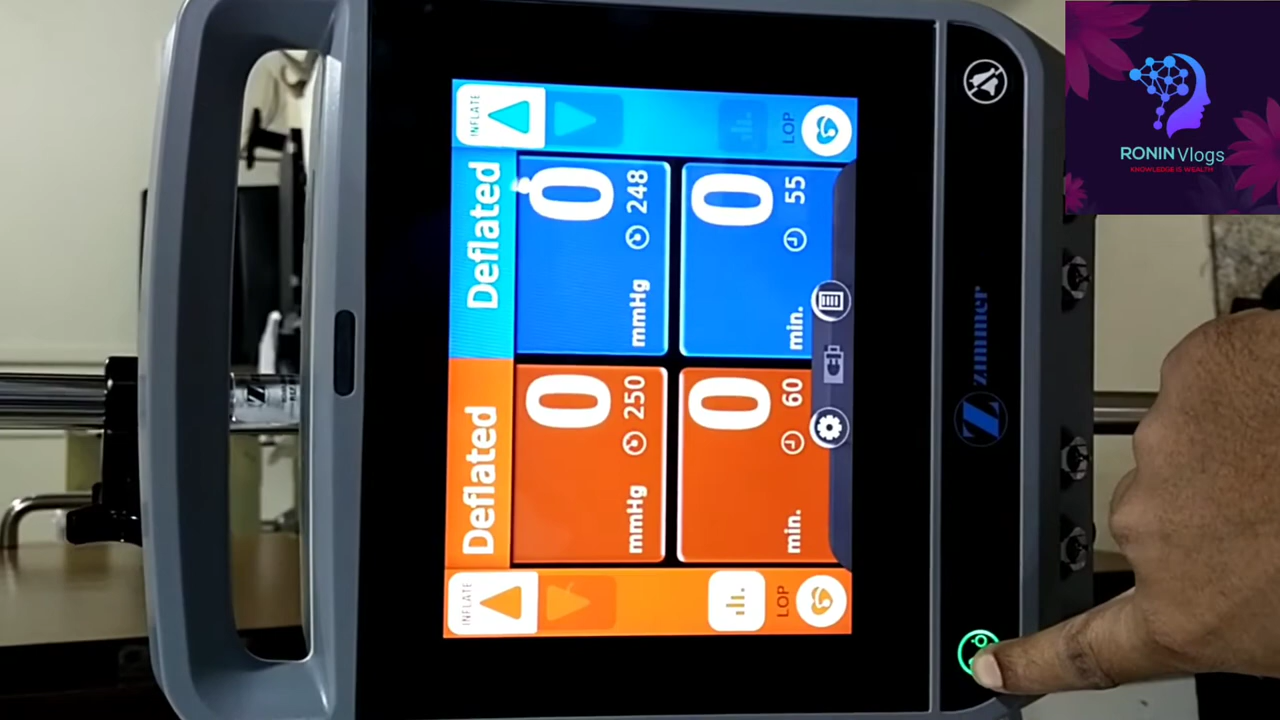 Deflated
0
250
mmHg
0
60
min.
INFLATE
LOP
Deflated
0
248
mmHg
0
55
min.
INFLATE
LOP
zimmer
RONIN Vlogs
KNOWLEDGE IS WEALTH